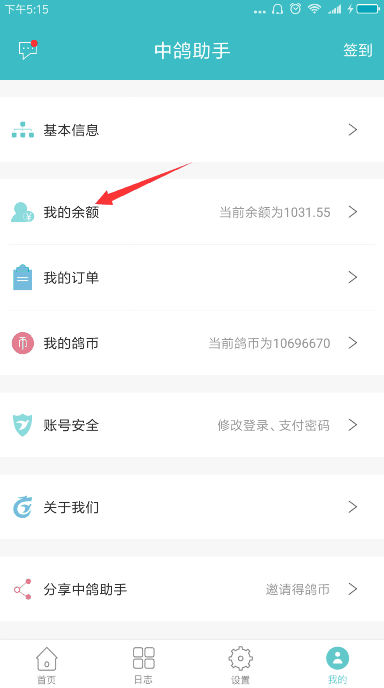 下午5:15
中鸽助手
签到
基本信息
我的余额
当前余额为1031.55
我的订单
我的鸽币
当前鸽币为10696670
账号安全
修改登录、支付密码
关于我们
分享中鸽助手
邀请得鸽币
首页
日志
设置
我的